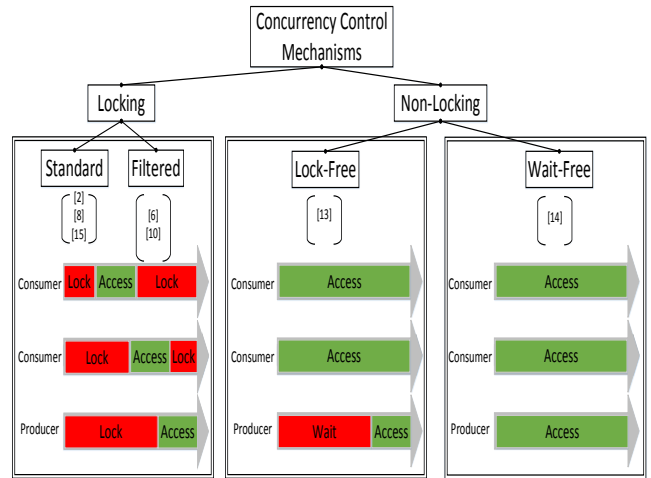 Concurrency Control
Mechanisms
Locking
Non-Locking
Standard
Filtered
Lock-Free
Wait-Free
[2]
[8]
[15]
[6]
[10]
[13]
[14]
Consumer Lock Access Lock
Consumer Lock Access Lock
Producer Lock Access
Consumer Access
Consumer Access
Producer Wait Access
Consumer Access
Consumer Access
Producer Access